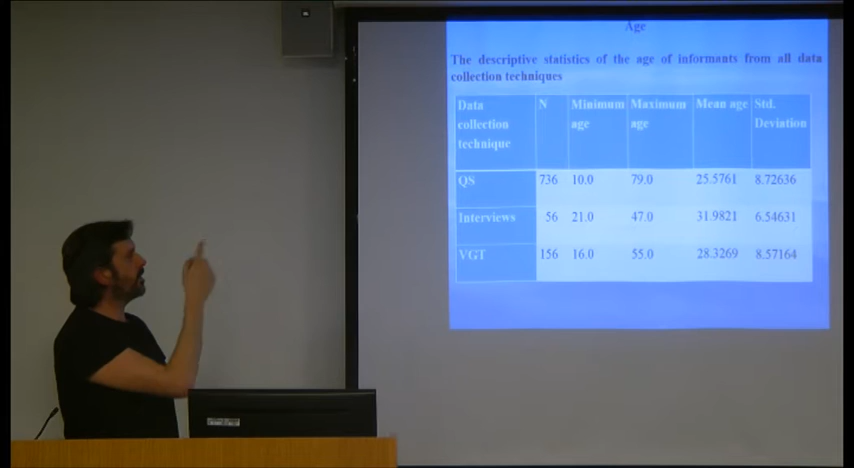 Age
The descriptive statistics of the age of informants from all data
collection techniques
Data collection technique N Minimum age Maximum age Mean age Std. Deviation
QS 736 10.0 79.0 25.5761 8.72636
Interviews 56 21.0 47.0 31.9821 6.54631
VGT 156 16.0 55.0 28.3269 8.57164